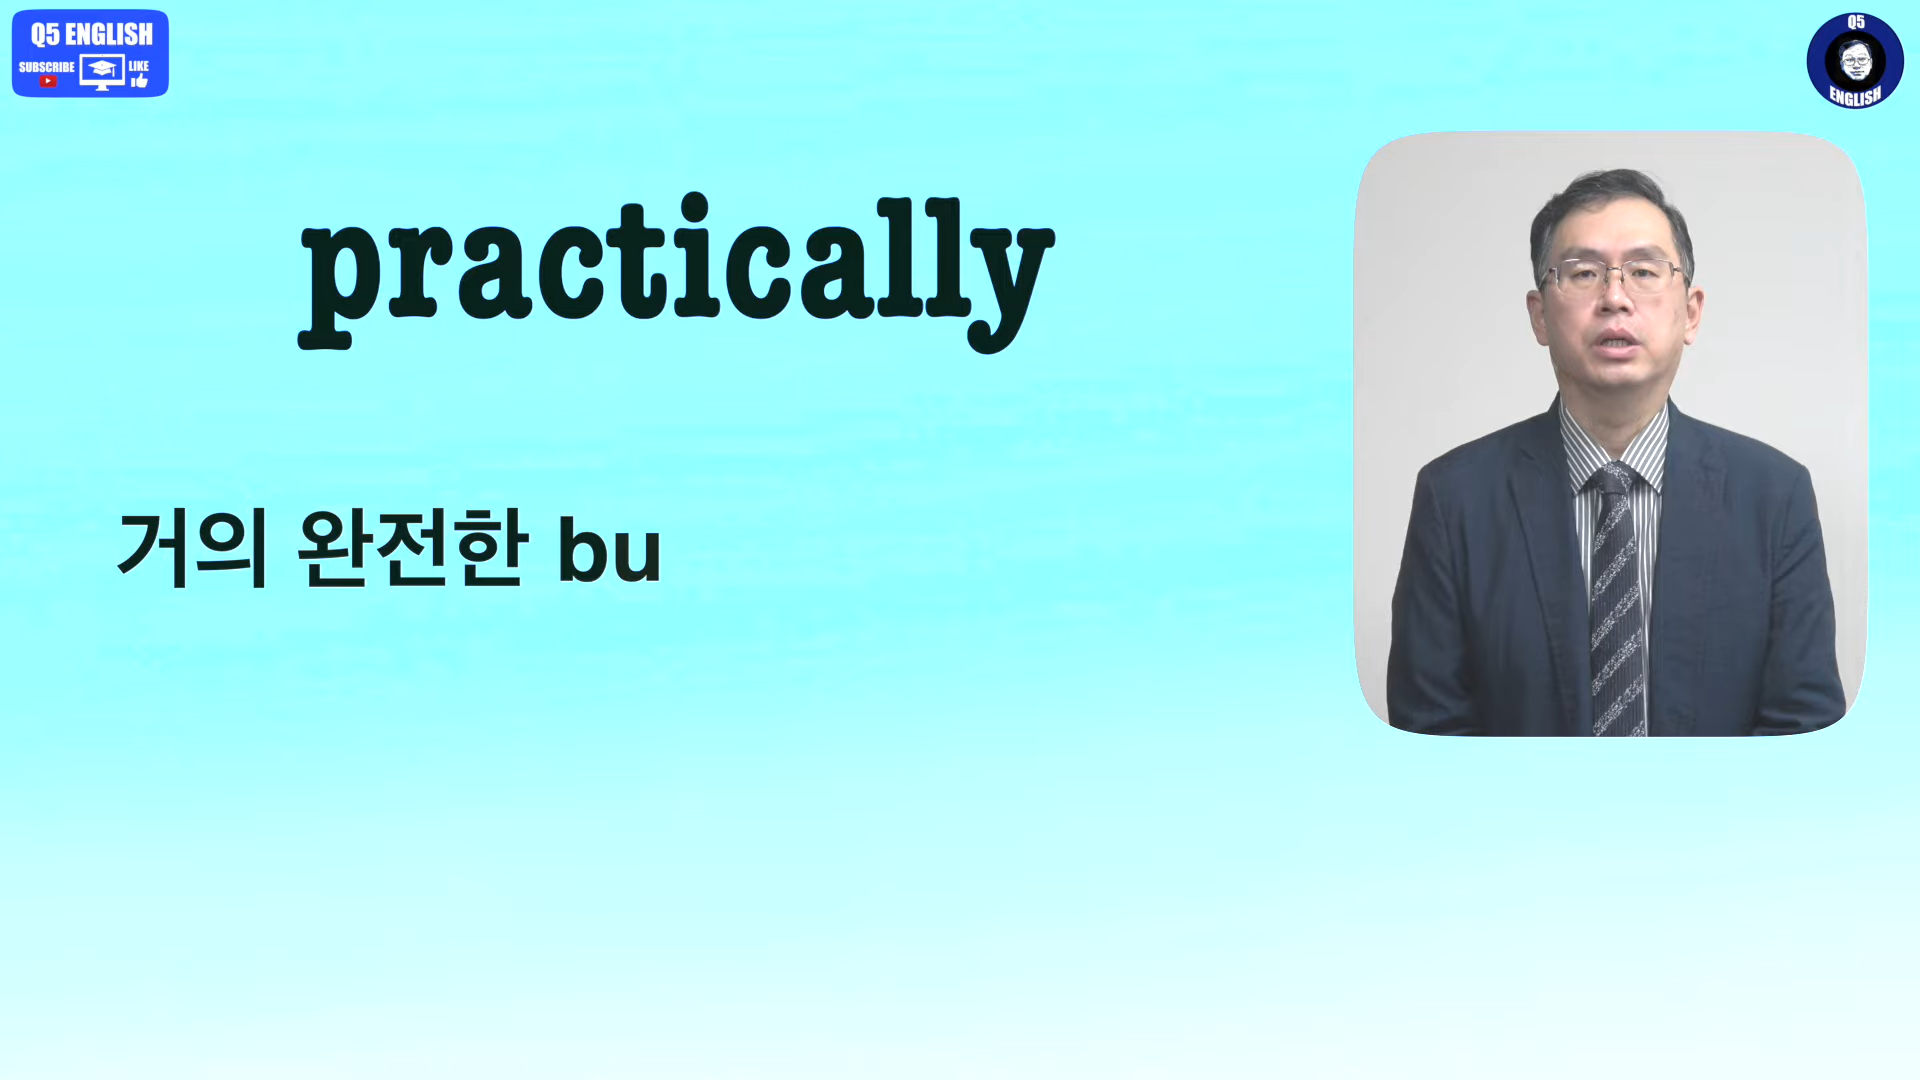 Q5 ENGLISH
SUBSCRIBE
LIKE
Q5
ENGLISH
practically
거의 완전한 bu